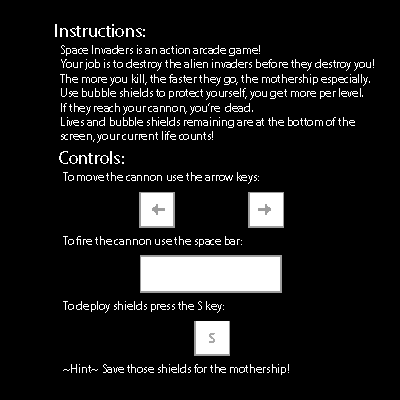 Instructions:
Space Invaders is an action arcade game!
Your job is to destroy the alien invaders before they destroy you!
The more you kill, the faster they go, the mothership especially.
Use bubble shields to protect yourself, you get more per level.
If they reach your cannon, you're dead.
Lives and bubble shields remaining are at the bottom of the
screen, your current life counts!
Controls:
To move the cannon use the arrow keys:
← →
To fire the cannon use the space bar:
To deploy shields press the S key:
S
~Hint~ Save those shields for the mothership!